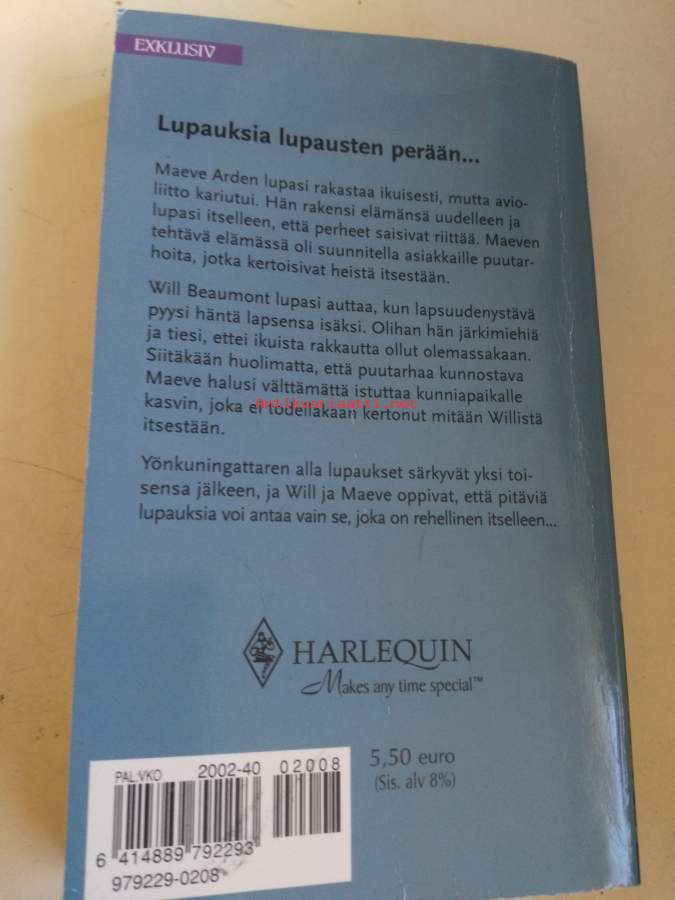 EXKLUSIV
Lupauksia lupausten perään...
Maeve Arden lupasi rakastaa ikuisesti, mutta avio-
liitto kariutui. Hän rakensi elämänsä uudelleen ja
lupasi itselleen, että perheet saisivat riittää. Maeven
tehtävä elämässä oli suunnitella asiakkaille puutar-
hoita, jotka kertoisivat heistä itsestään.
Will Beaumont lupasi auttaa, kun lapsuudenystävä
pyysi häntä lapsensa isäksi. Olihan hän järkimiehiä
ja tiesi, ettei ikuista rakkautta ollut olemassakaan.
Siitäkään huolimatta, että puutarhaa kunnostava
Maeve halusi välttämättä istuttaa kunniapaikalle
antikvariaatti.net
kasvin, joka ei todellakaan kertonut mitään Willistä
itsestään.
Yönkuningattaren alla lupaukset särkyvät yksi toi-
sensa jälkeen, ja Will ja Maeve oppivat, että pitäviä
lupauksia voi antaa vain se, joka on rehellinen itselleen...
HARLEQUIN
Makes any time special™
5,50 euro
(Sis. alv 8%)
PAL:VKO 2002-40 02008
6 414889 792293
979229-0208